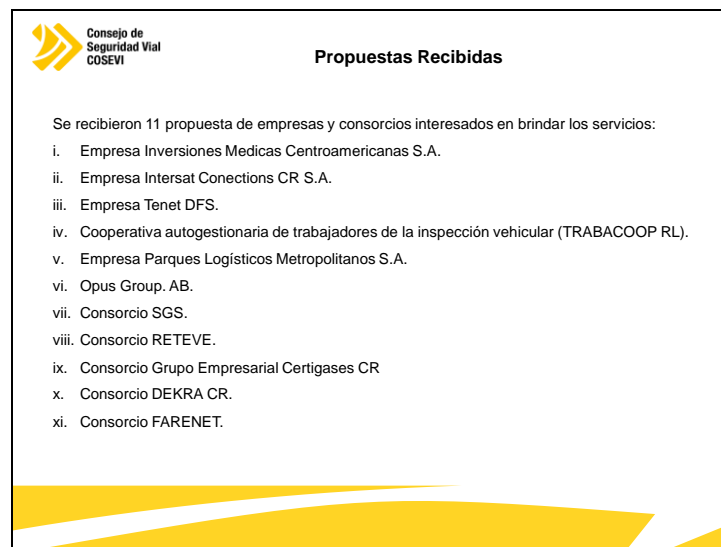 Consejo de
Seguridad Vial
COSEVI
Propuestas Recibidas
Se recibieron 11 propuesta de empresas y consorcios interesados en brindar los servicios:
i. Empresa Inversiones Medicas Centroamericanas S.A.
ii. Empresa Intersat Conections CR S.A.
iii. Empresa Tenet DFS.
iv. Cooperativa autogestionaria de trabajadores de la inspección vehicular (TRABACOOP RL).
v. Empresa Parques Logísticos Metropolitanos S.A.
vi. Opus Group. AB.
vii. Consorcio SGS.
viii. Consorcio RETEVE.
ix. Consorcio Grupo Empresarial Certigases CR
x. Consorcio DEKRA CR.
xi. Consorcio FARENET.